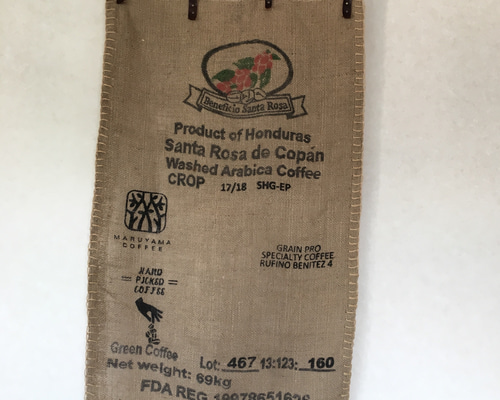 Beneficio Santa Rosa
Product of Honduras
Santa Rosa de Copán
Washed Arabica Coffee
CROP 17/18 SHG-EP
MARUYAMA
COFFEE
GRAIN PRO
SPECIALTY COFFEE
RUFINO BENITEZ 4
HAND
PICKED
COFFEE
Green Coffee
Lot: 467 13:123: 160
Net weight: 69kg
FDA REG